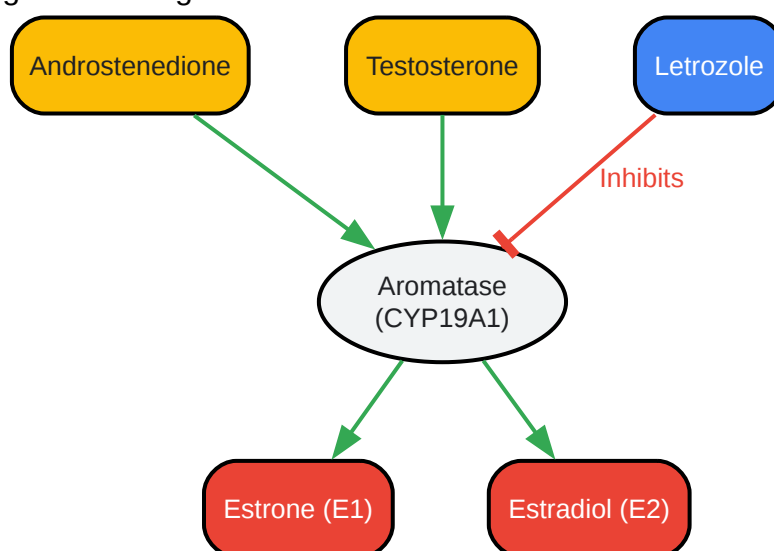 Androstenedione
Testosterone
Letrozole
Inhibits
Aromatase
(CYP19A1)
Estrone (E1)
Estradiol (E2)